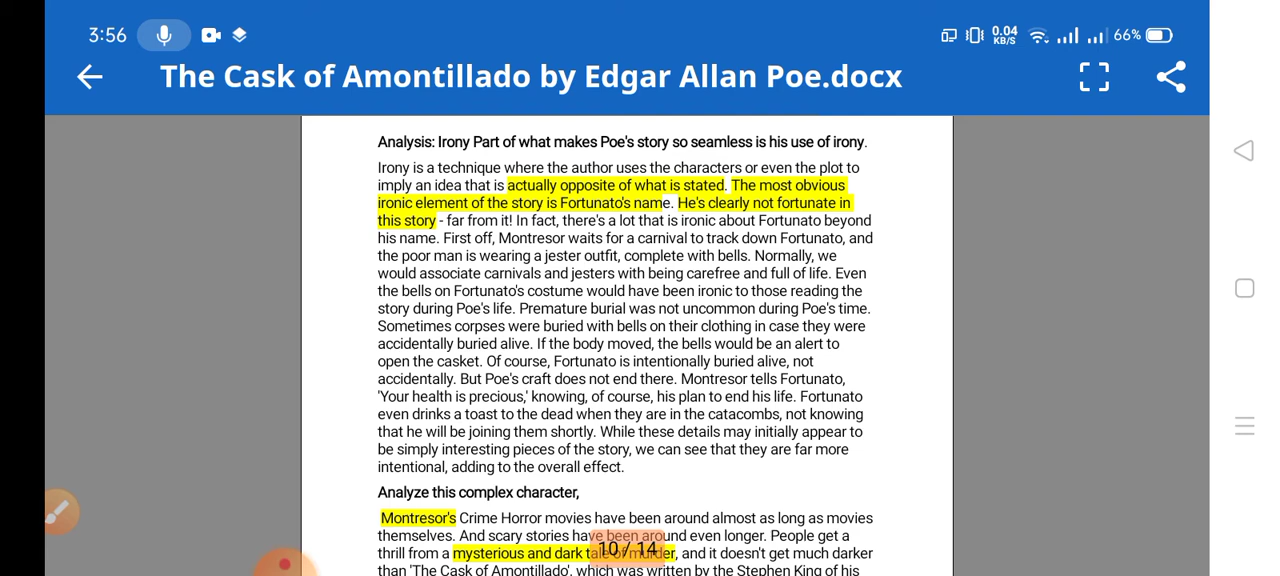 3:56
0.04 KB/S
66%
The Cask of Amontillado by Edgar Allan Poe.docx
Analysis: Irony Part of what makes Poe's story so seamless is his use of irony.
Irony is a technique where the author uses the characters or even the plot to
imply an idea that is actually opposite of what is stated. The most obvious
ironic element of the story is Fortunato's name. He's clearly not fortunate in
this story - far from it! In fact, there's a lot that is ironic about Fortunato beyond
his name. First off, Montresor waits for a carnival to track down Fortunato, and
the poor man is wearing a jester outfit, complete with bells. Normally, we
would associate carnivals and jesters with being carefree and full of life. Even
the bells on Fortunato's costume would have been ironic to those reading the
story during Poe's life. Premature burial was not uncommon during Poe's time.
Sometimes corpses were buried with bells on their clothing in case they were
accidentally buried alive. If the body moved, the bells would be an alert to
open the casket. Of course, Fortunato is intentionally buried alive, not
accidentally. But Poe's craft does not end there. Montresor tells Fortunato,
'Your health is precious,' knowing, of course, his plan to end his life. Fortunato
even drinks a toast to the dead when they are in the catacombs, not knowing
that he will be joining them shortly. While these details may initially appear to
be simply interesting pieces of the story, we can see that they are far more
intentional, adding to the overall effect.
Analyze this complex character,
Montresor's Crime Horror movies have been around almost as long as movies
themselves. And scary stories have been around even longer. People get a
thrill from a mysterious and dark tale of murder, and it doesn't get much darker
10 / 14
than 'The Cask of Amontillado', which was written by the Stephen King of his